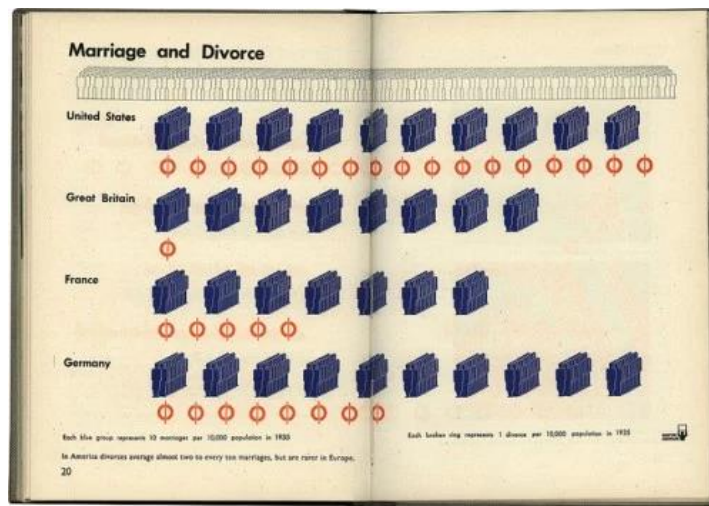 Marriage and Divorce
United States
Great Britain
France
Germany
Each blue group represents 10 marriages per 10,000 population in 1935
Each broken ring represents 1 divorce per 10,000 population in 1935
In America divorces average almost two to every ten marriages, but are rarer in Europe.
20